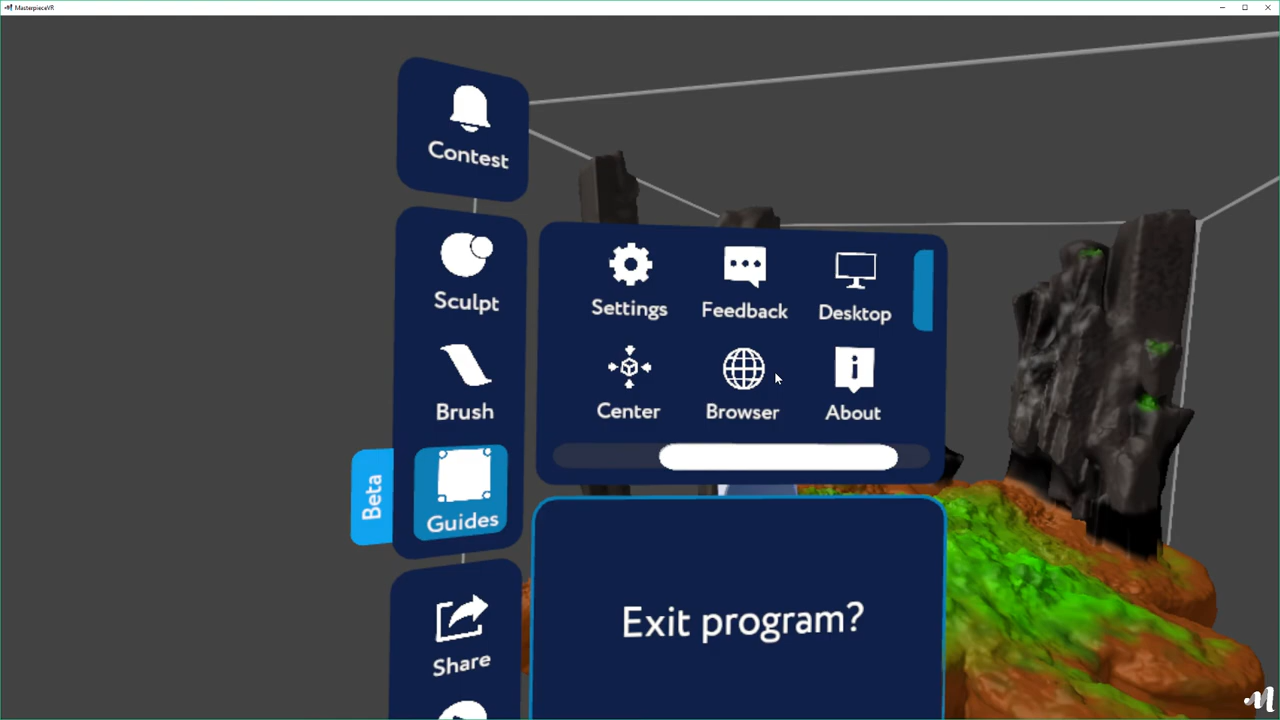 MasterpieceVR
Contest
Sculpt
Brush
Beta
Guides
Share
Settings
Feedback
Desktop
Center
Browser
About
Exit program?